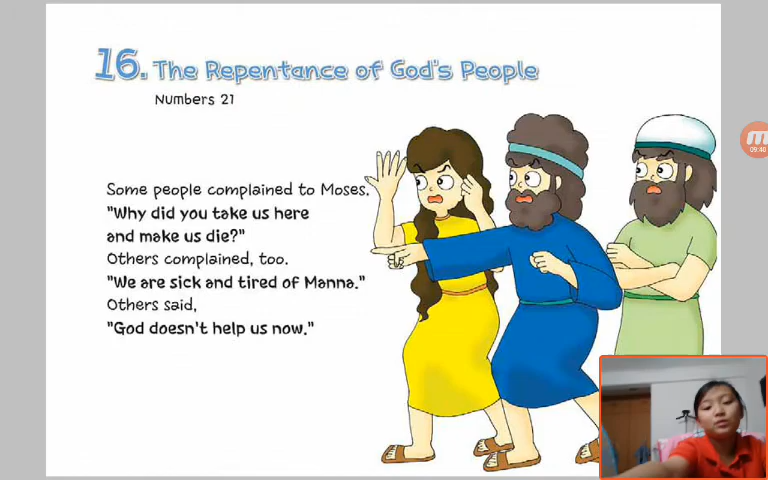 16. The Repentance of God's People
Numbers 21
Some people complained to Moses.
"Why did you take us here
and make us die?"
Others complained, too.
"We are sick and tired of Manna."
Others said,
"God doesn't help us now."
09:40